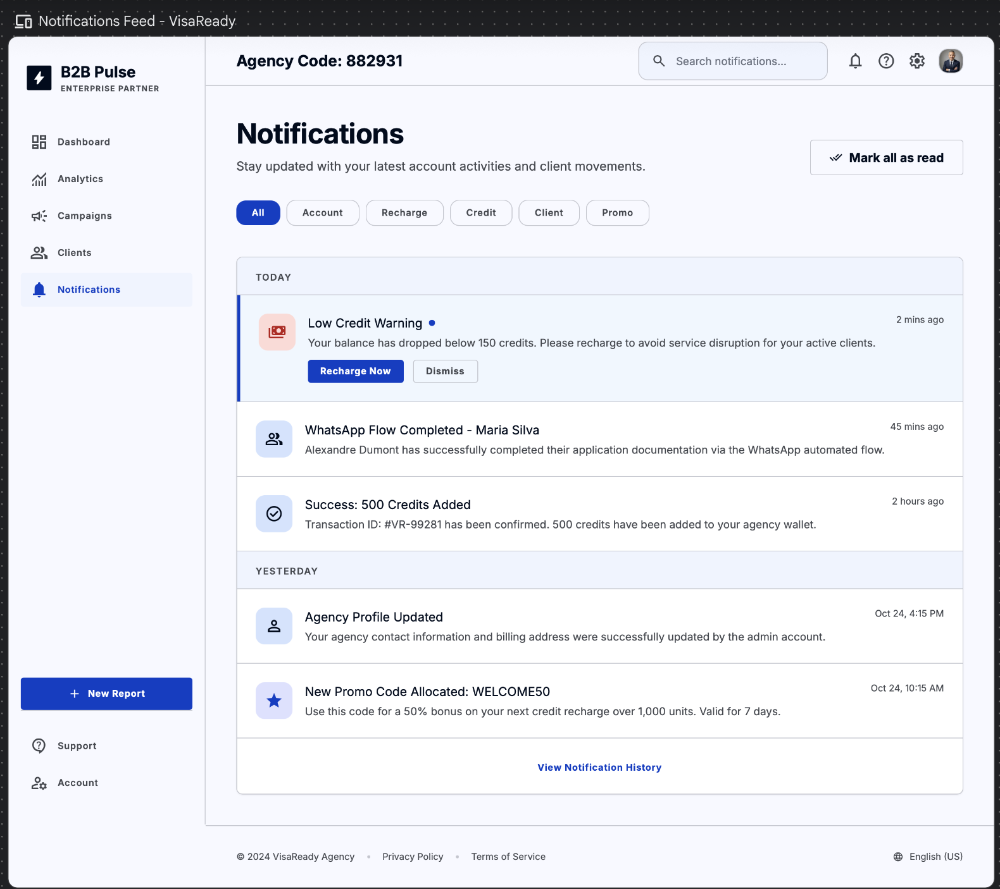 Notifications Feed - VisaReady
B2B Pulse
ENTERPRISE PARTNER
Dashboard
Analytics
Campaigns
Clients
Notifications
New Report
Support
Account
Agency Code: 882931
Search notifications...
Notifications
Stay updated with your latest account activities and client movements.
Mark all as read
All
Account
Recharge
Credit
Client
Promo
TODAY
Low Credit Warning
2 mins ago
Your balance has dropped below 150 credits. Please recharge to avoid service disruption for your active clients.
Recharge Now
Dismiss
WhatsApp Flow Completed - Maria Silva
45 mins ago
Alexandre Dumont has successfully completed their application documentation via the WhatsApp automated flow.
Success: 500 Credits Added
2 hours ago
Transaction ID: #VR-99281 has been confirmed. 500 credits have been added to your agency wallet.
YESTERDAY
Agency Profile Updated
Oct 24, 4:15 PM
Your agency contact information and billing address were successfully updated by the admin account.
New Promo Code Allocated: WELCOME50
Oct 24, 10:15 AM
Use this code for a 50% bonus on your next credit recharge over 1,000 units. Valid for 7 days.
View Notification History
© 2024 VisaReady Agency • Privacy Policy • Terms of Service
English (US)